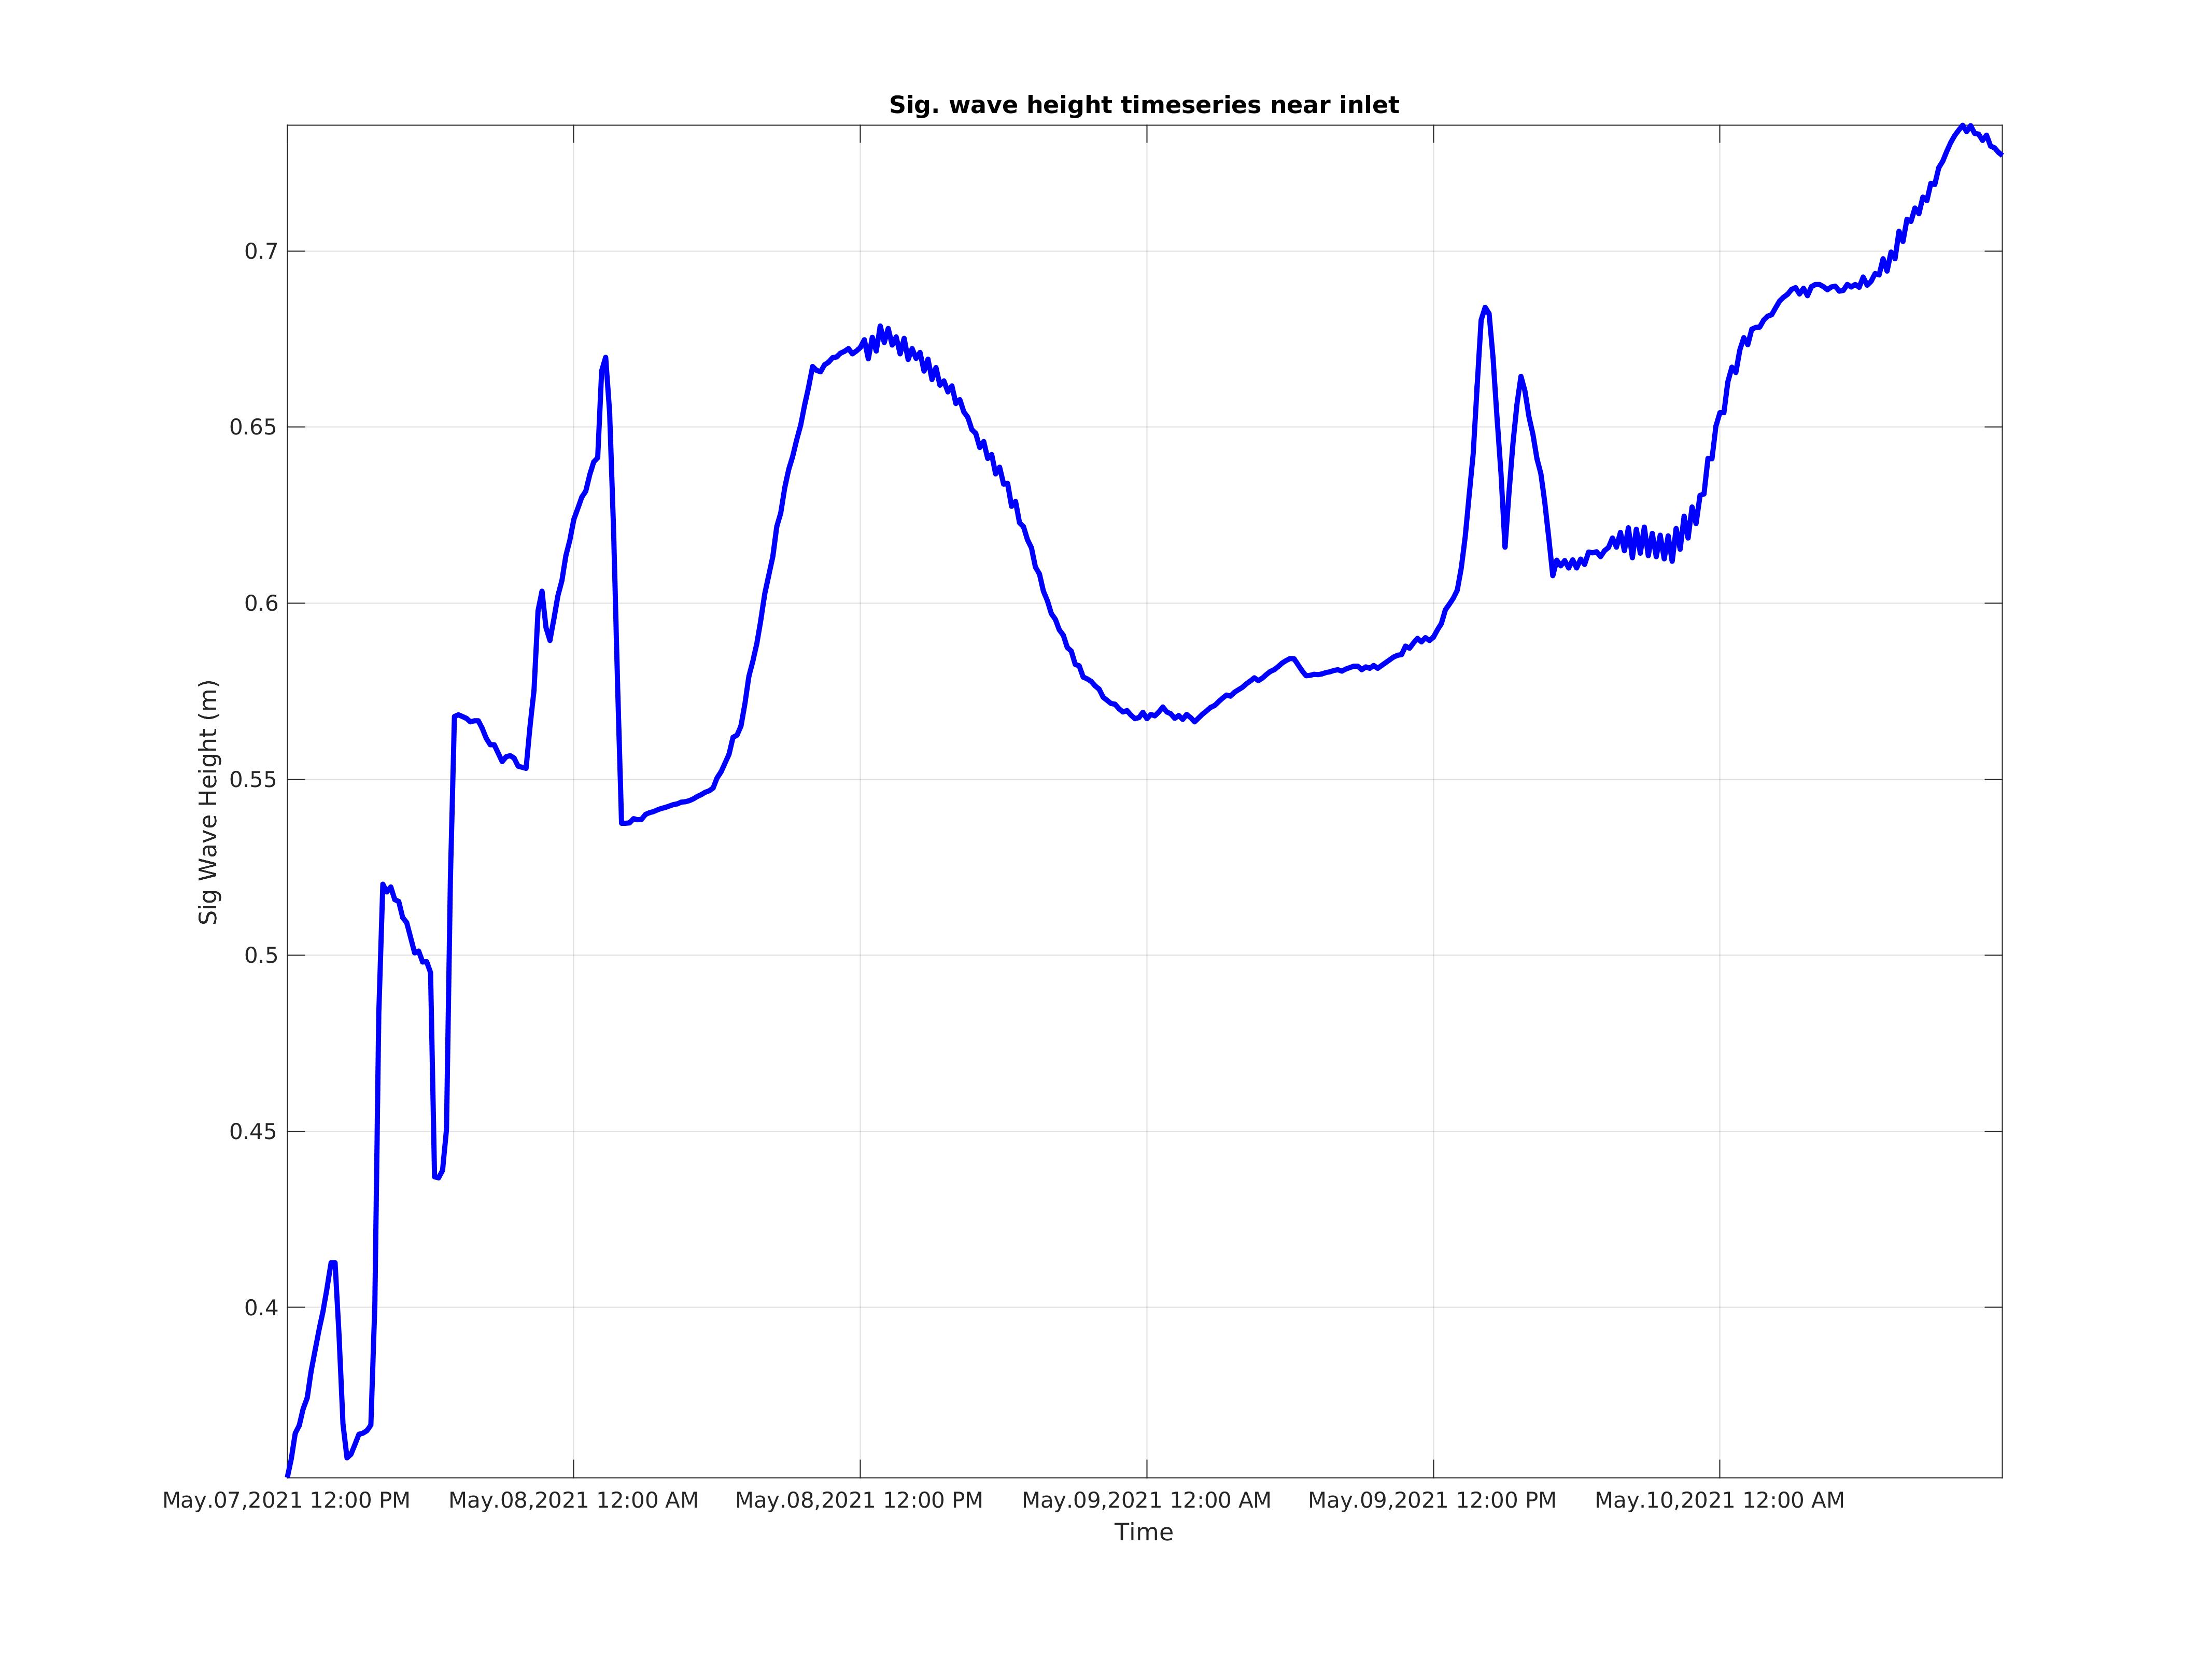 Sig. wave height timeseries near inlet
0.7
0.65
0.6
0.55
0.5
0.45
0.4
Sig Wave Height (m)
May.07,2021 12:00 PM May.08,2021 12:00 AM May.08,2021 12:00 PM May.09,2021 12:00 AM May.09,2021 12:00 PM May.10,2021 12:00 AM
Time